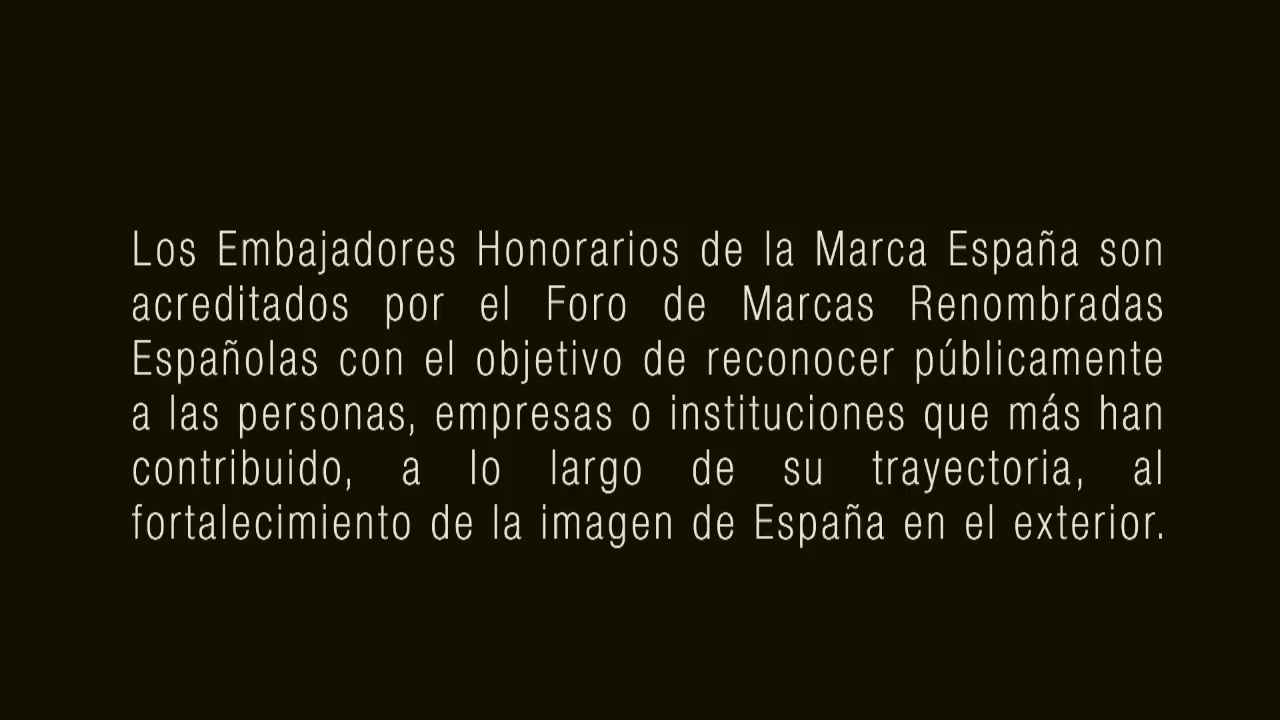 Los Embajadores Honorarios de la Marca España son
acreditados por el Foro de Marcas Renombradas
Españolas con el objetivo de reconocer públicamente
a las personas, empresas o instituciones que más han
contribuido, a lo largo de su trayectoria, al
fortalecimiento de la imagen de España en el exterior.